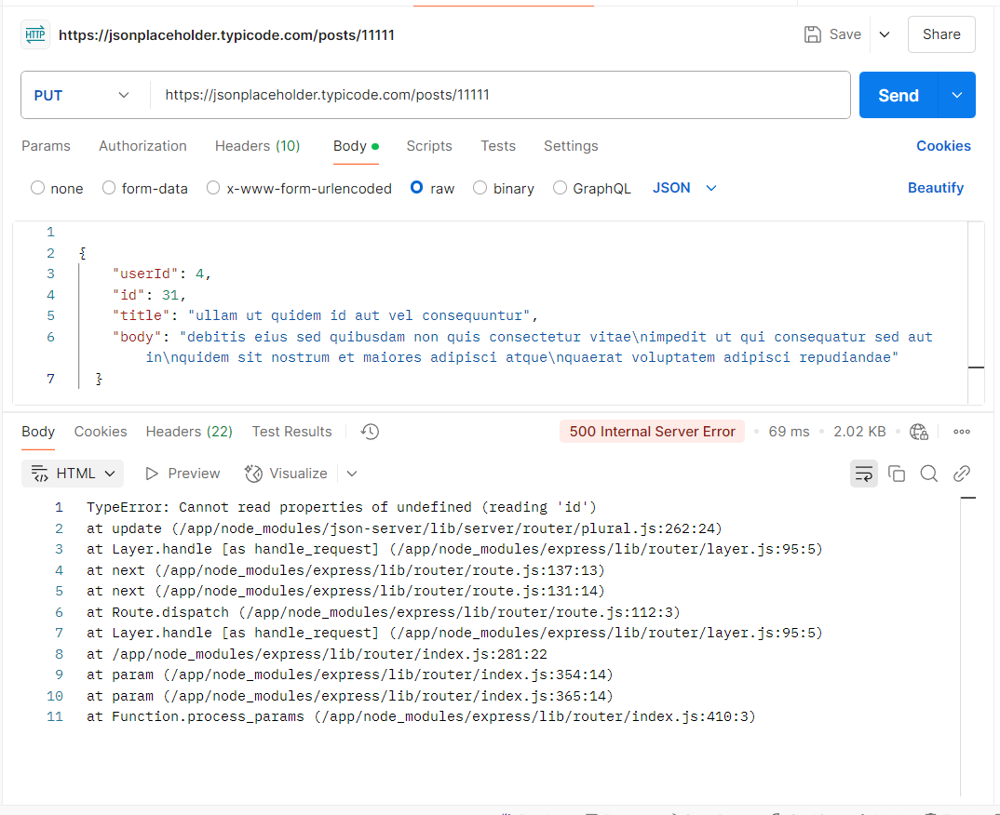 HTTP https://jsonplaceholder.typicode.com/posts/11111 Save Share
PUT https://jsonplaceholder.typicode.com/posts/11111 Send
Params Authorization Headers (10) Body Scripts Tests Settings Cookies
none form-data x-www-form-urlencoded raw binary GraphQL JSON Beautify
1
2 {
3 "userId": 4,
4 "id": 31,
5 "title": "ullam ut quidem id aut vel consequuntur",
6 "body": "debitis eius sed quibusdam non quis consectetur vitae\nimpedit ut qui consequatur sed aut
in\nquidem sit nostrum et maiores adipisci atque\nquaerat voluptatem adipisci repudiandae"
7 }
Body Cookies Headers (22) Test Results 500 Internal Server Error 69 ms 2.02 KB
HTML Preview Visualize
1 TypeError: Cannot read properties of undefined (reading 'id')
2 at update (/app/node_modules/json-server/lib/server/router/plural.js:262:24)
3 at Layer.handle [as handle_request] (/app/node_modules/express/lib/router/layer.js:95:5)
4 at next (/app/node_modules/express/lib/router/route.js:137:13)
5 at next (/app/node_modules/express/lib/router/route.js:131:14)
6 at Route.dispatch (/app/node_modules/express/lib/router/route.js:112:3)
7 at Layer.handle [as handle_request] (/app/node_modules/express/lib/router/layer.js:95:5)
8 at /app/node_modules/express/lib/router/index.js:281:22
9 at param (/app/node_modules/express/lib/router/index.js:354:14)
10 at param (/app/node_modules/express/lib/router/index.js:365:14)
11 at Function.process_params (/app/node_modules/express/lib/router/index.js:410:3)